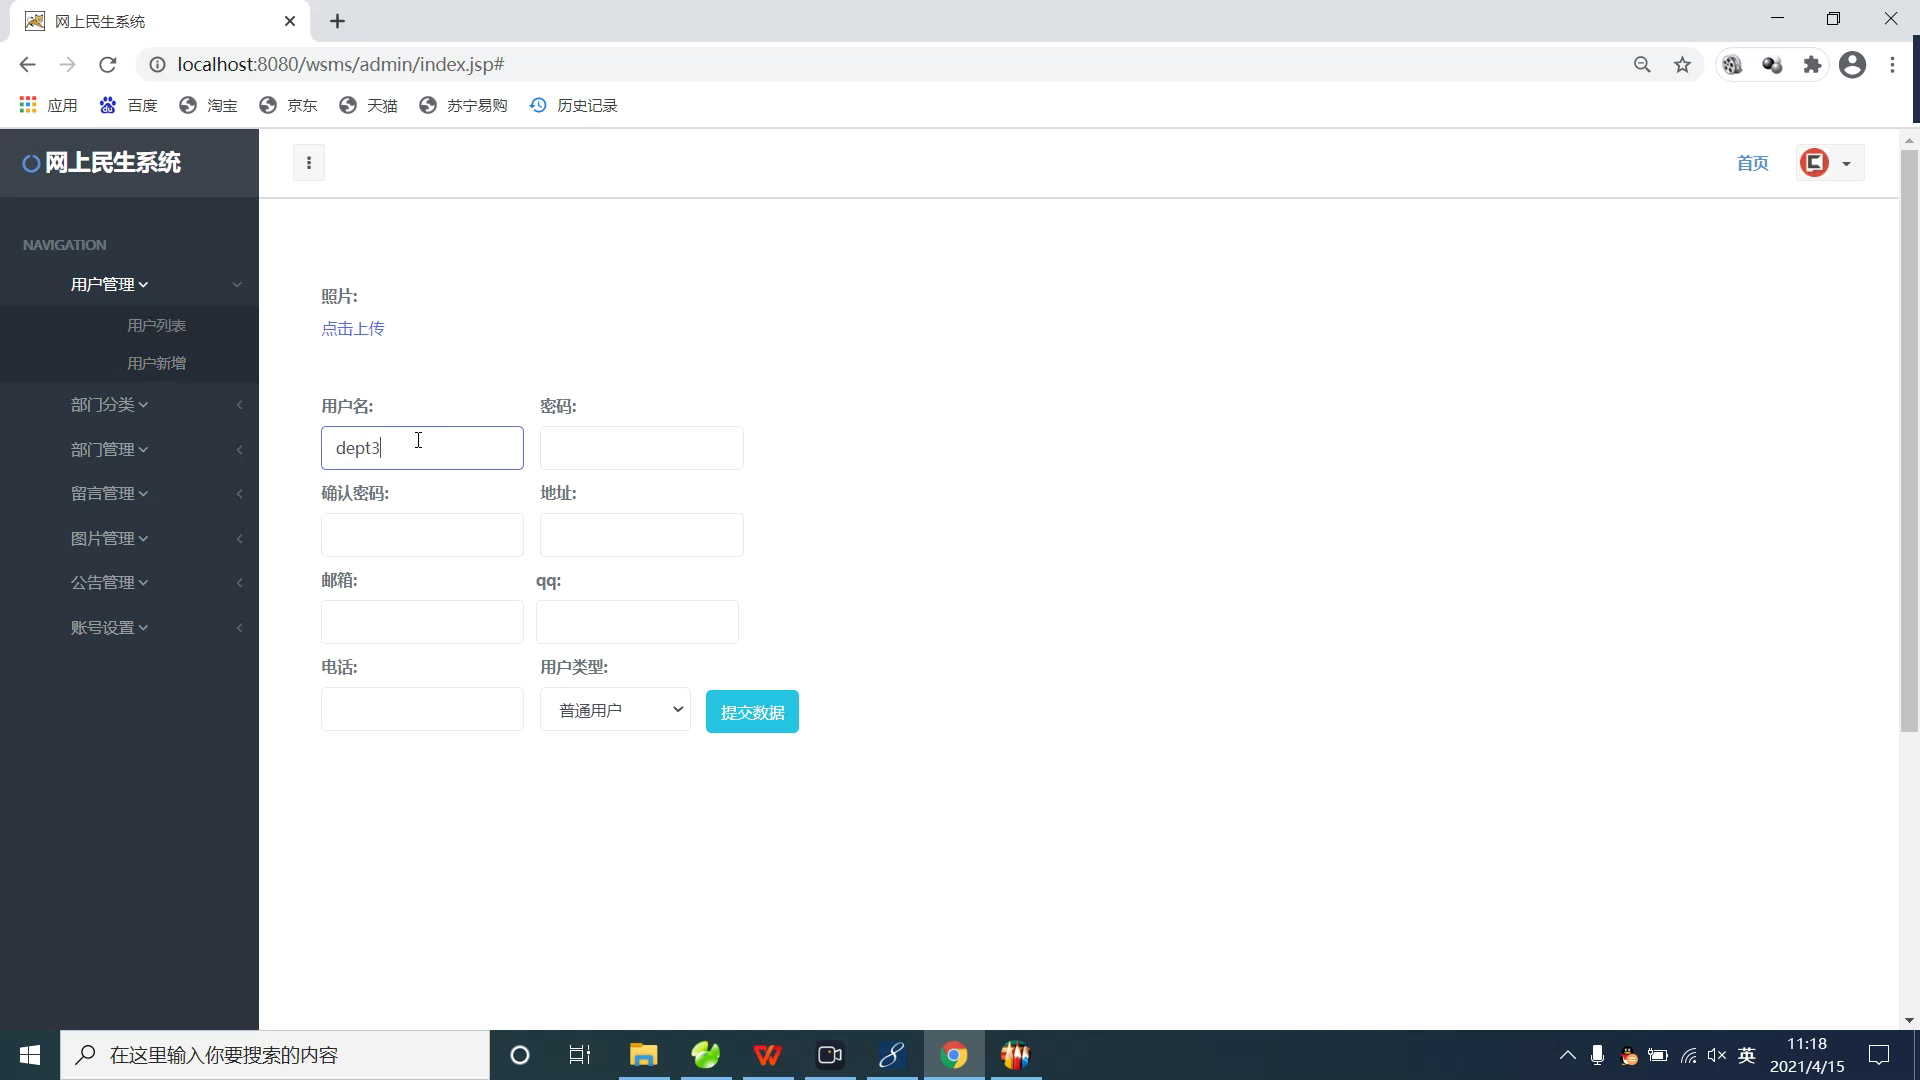 网上民生系统
localhost:8080/wsms/admin/index.jsp#
应用 百度 淘宝 京东 天猫 苏宁易购 历史记录
网上民生系统
首页
NAVIGATION
用户管理
用户列表
用户新增
部门分类
部门管理
留言管理
图片管理
公告管理
账号设置
照片:
点击上传
用户名: 密码:
dept3
确认密码: 地址:
邮箱: qq:
电话: 用户类型:
普通用户 提交数据
在这里输入你要搜索的内容
英
11:18
2021/4/15